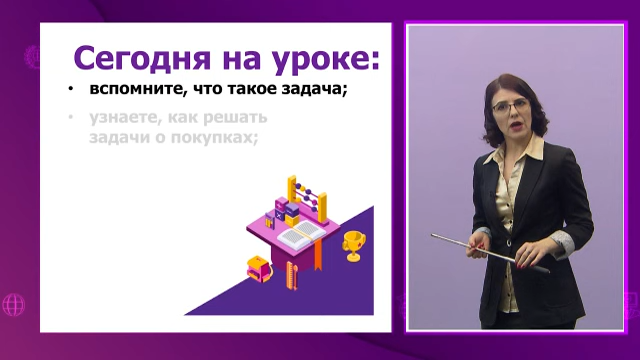 Сегодня на уроке:
• вспомните, что такое задача;
• узнаете, как решать
задачи о покупках;